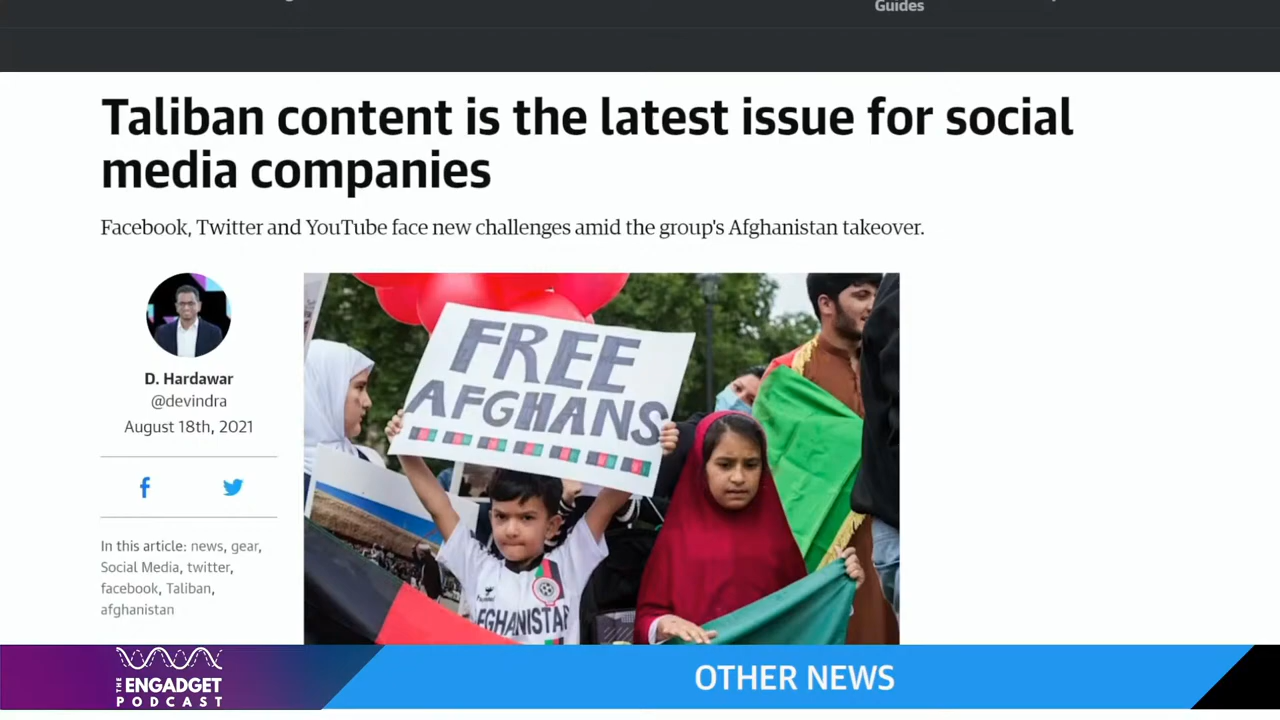 Guides
Taliban content is the latest issue for social
media companies
Facebook, Twitter and YouTube face new challenges amid the group's Afghanistan takeover.
D. Hardawar
@devindra
August 18th, 2021
In this article: news, gear,
Social Media, twitter,
facebook, Taliban,
afghanistan
FREE
AFGHANS
AFGHANISTAN
THE
ENGADGET
PODCAST
OTHER NEWS